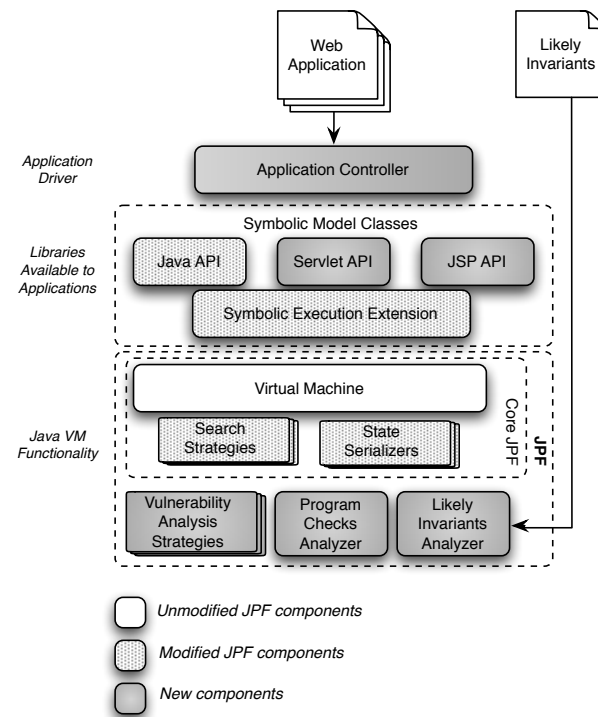 Web
Application
Likely
Invariants
Application
Driver
Application Controller
Symbolic Model Classes
Libraries
Available to
Applications
Java API
Servlet API
JSP API
Symbolic Execution Extension
Java VM
Functionality
Virtual Machine
Search
Strategies
State
Serializers
Core JPF
JPF
Vulnerability
Analysis
Strategies
Program
Checks
Analyzer
Likely
Invariants
Analyzer
Unmodified JPF components
Modified JPF components
New components